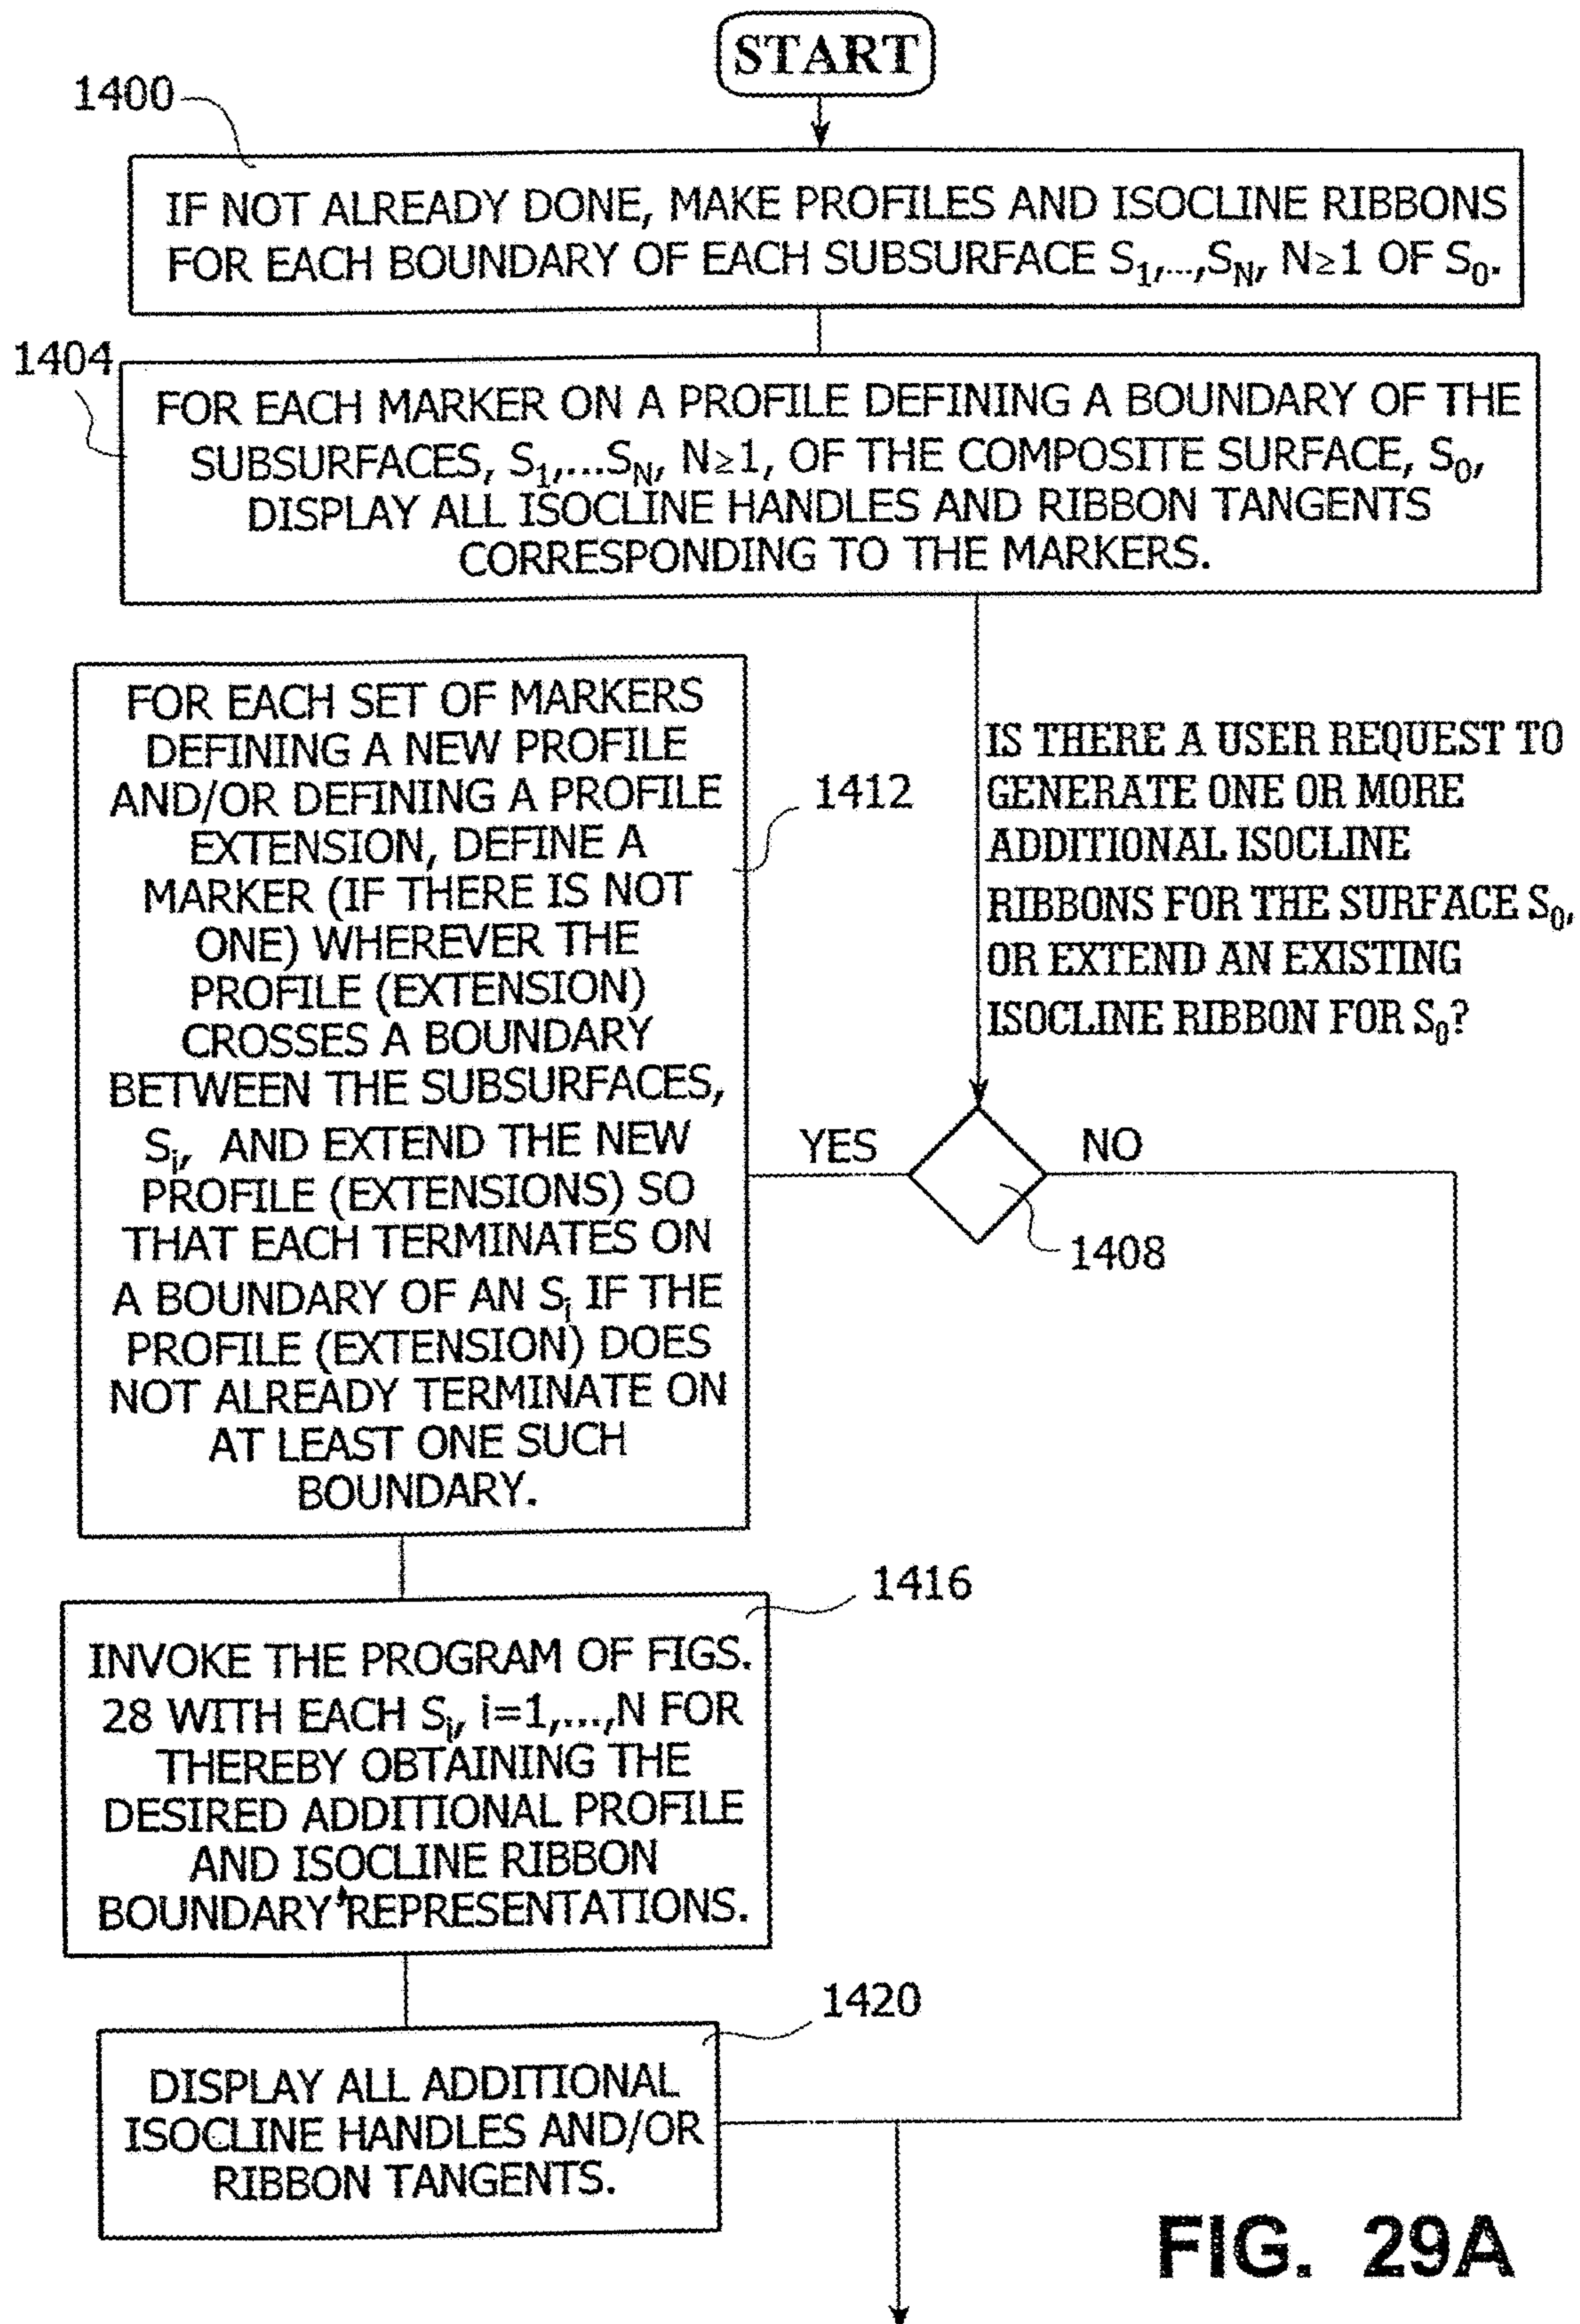 START
1400
IF NOT ALREADY DONE, MAKE PROFILES AND ISOCLINE RIBBONS
FOR EACH BOUNDARY OF EACH SUBSURFACE S₁,...,S_N, N≥1 OF S₀.
1404
FOR EACH MARKER ON A PROFILE DEFINING A BOUNDARY OF THE
SUBSURFACES, S₁,...S_N, N≥1, OF THE COMPOSITE SURFACE, S₀,
DISPLAY ALL ISOCLINE HANDLES AND RIBBON TANGENTS
CORRESPONDING TO THE MARKERS.
IS THERE A USER REQUEST TO
GENERATE ONE OR MORE
ADDITIONAL ISOCLINE
RIBBONS FOR THE SURFACE S₀,
OR EXTEND AN EXISTING
ISOCLINE RIBBON FOR S₀?
YES
NO
1408
1412
FOR EACH SET OF MARKERS
DEFINING A NEW PROFILE
AND/OR DEFINING A PROFILE
EXTENSION, DEFINE A
MARKER (IF THERE IS NOT
ONE) WHEREVER THE
PROFILE (EXTENSION)
CROSSES A BOUNDARY
BETWEEN THE SUBSURFACES,
Sᵢ, AND EXTEND THE NEW
PROFILE (EXTENSIONS) SO
THAT EACH TERMINATES ON
A BOUNDARY OF AN Sᵢ IF THE
PROFILE (EXTENSION) DOES
NOT ALREADY TERMINATE ON
AT LEAST ONE SUCH
BOUNDARY.
1416
INVOKE THE PROGRAM OF FIGS.
28 WITH EACH Sᵢ, i=1,...,N FOR
THEREBY OBTAINING THE
DESIRED ADDITIONAL PROFILE
AND ISOCLINE RIBBON
BOUNDARY REPRESENTATIONS.
1420
DISPLAY ALL ADDITIONAL
ISOCLINE HANDLES AND/OR
RIBBON TANGENTS.
FIG. 29A